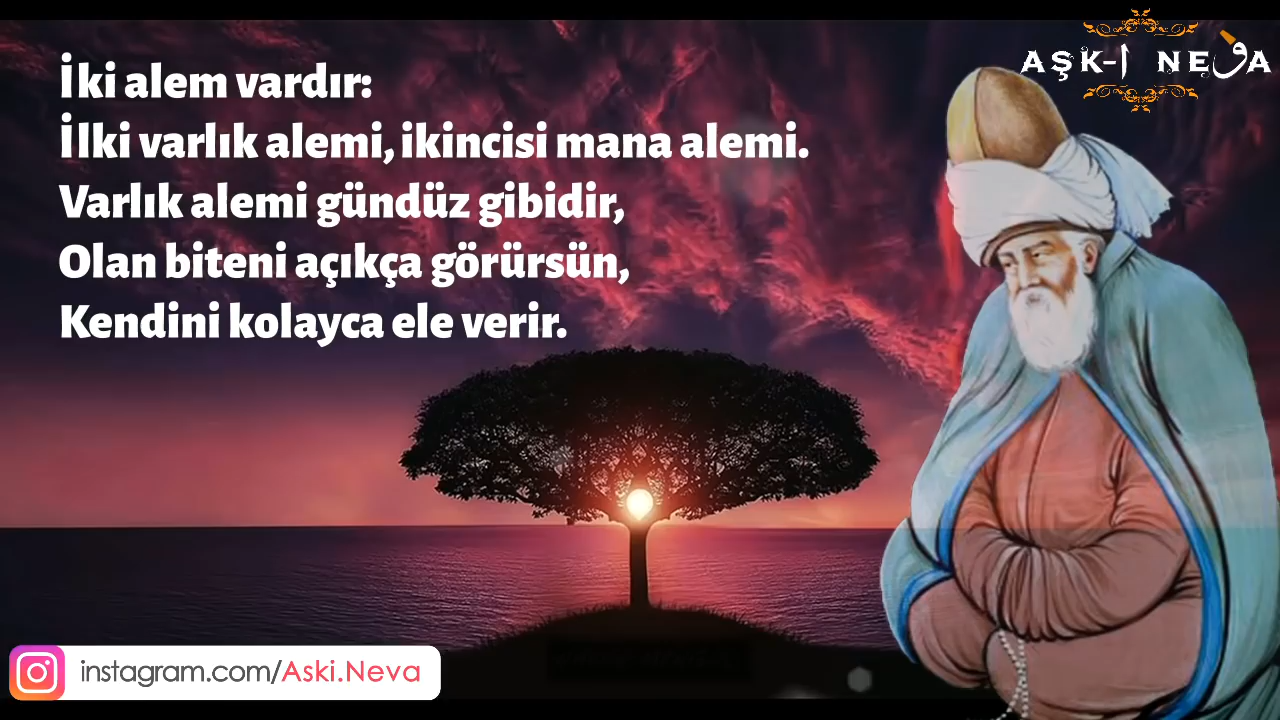 AŞK-I NEVA
İki alem vardır:
İlki varlık alemi, ikincisi mana alemi.
Varlık alemi gündüz gibidir,
Olan biteni açıkça görürsün,
Kendini kolayca ele verir.
instagram.com/Aski.Neva